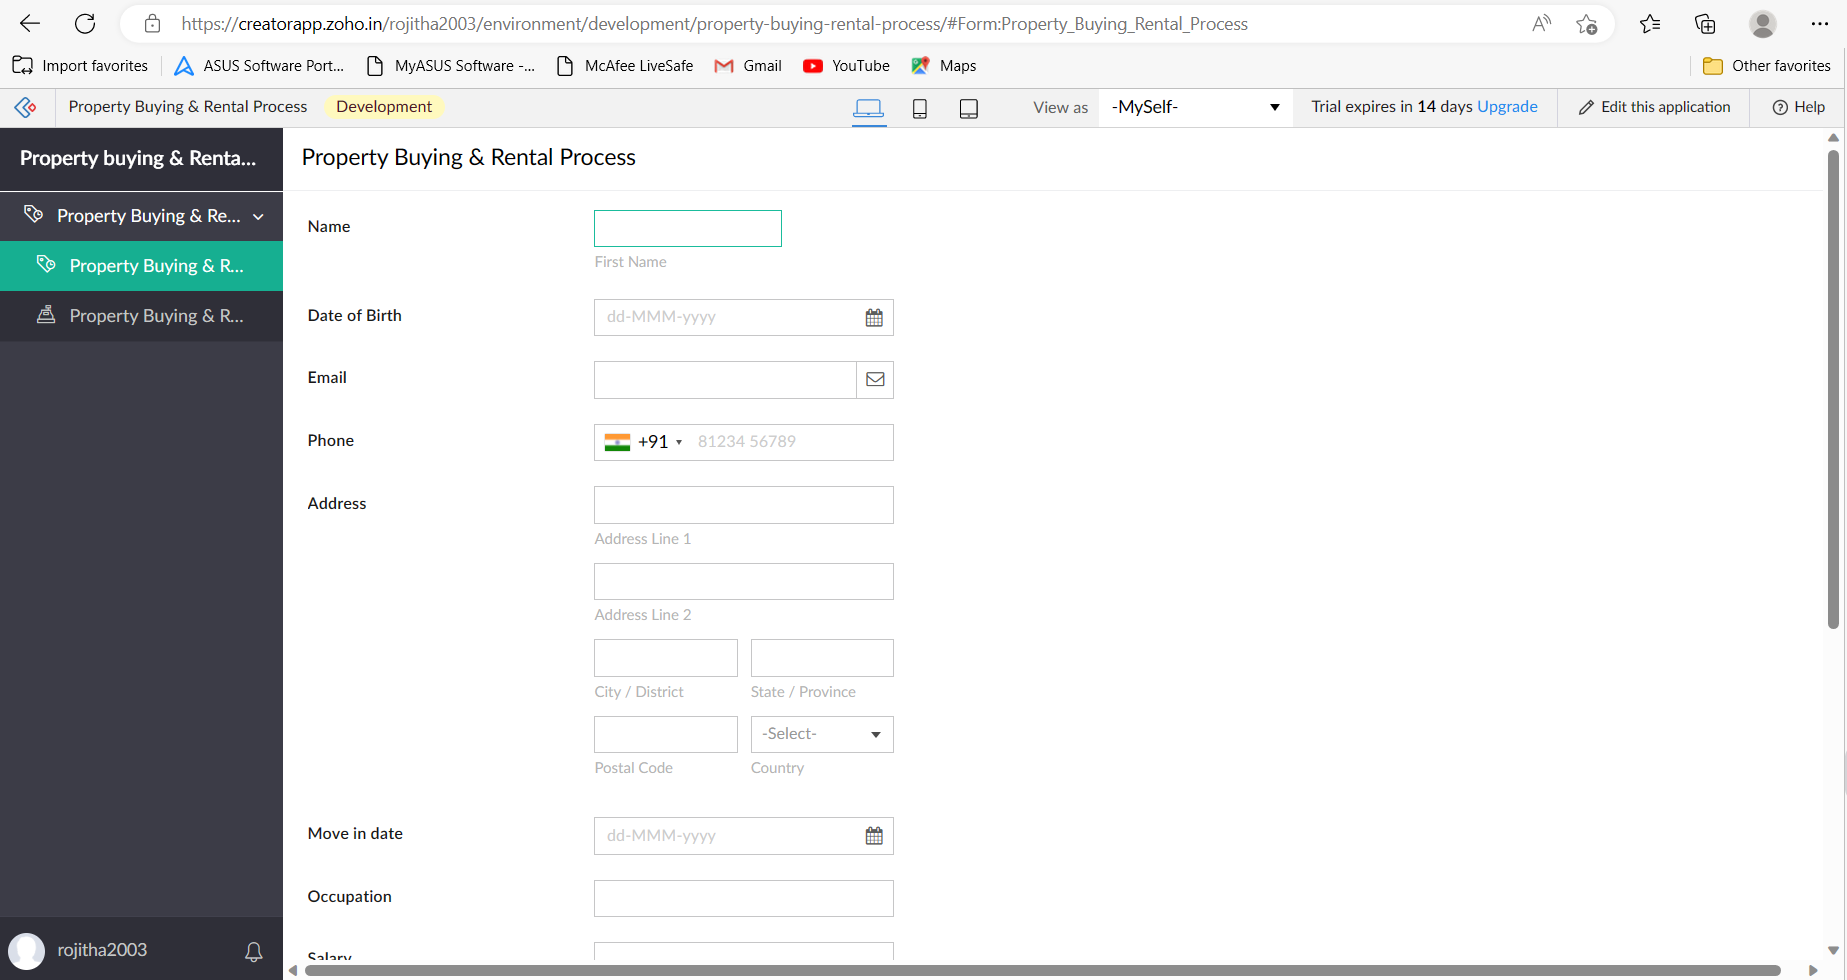 https://creatorapp.zoho.in/rojitha2003/environment/development/property-buying-rental-process/#Form:Property_Buying_Rental_Process
Import favorites
ASUS Software Port...
MyASUS Software -...
McAfee LiveSafe
Gmail
YouTube
Maps
Other favorites
Property Buying & Rental Process
Development
View as
-MySelf-
Trial expires in 14 days Upgrade
Edit this application
Help
Property buying & Renta...
Property Buying & Re...
Property Buying & R...
Property Buying & R...
rojitha2003
Property Buying & Rental Process
Name
First Name
Date of Birth
dd-MMM-yyyy
Email
Phone
+91
81234 56789
Address
Address Line 1
Address Line 2
City / District
State / Province
-Select-
Postal Code
Country
Move in date
dd-MMM-yyyy
Occupation
Salary